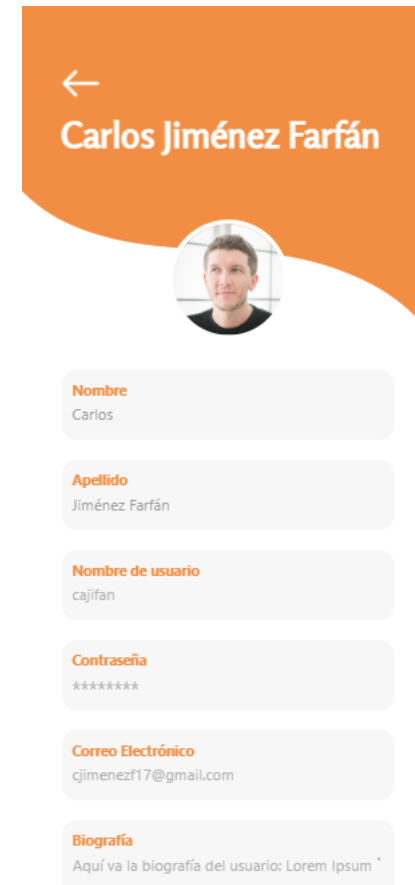 Carlos Jiménez Farfán
Nombre
Carlos
Apellido
Jiménez Farfán
Nombre de usuario
cajifan
Contraseña
********
Correo Electrónico
cjimenezf17@gmail.com
Biografía
Aquí va la biografía del usuario: Lorem Ipsum